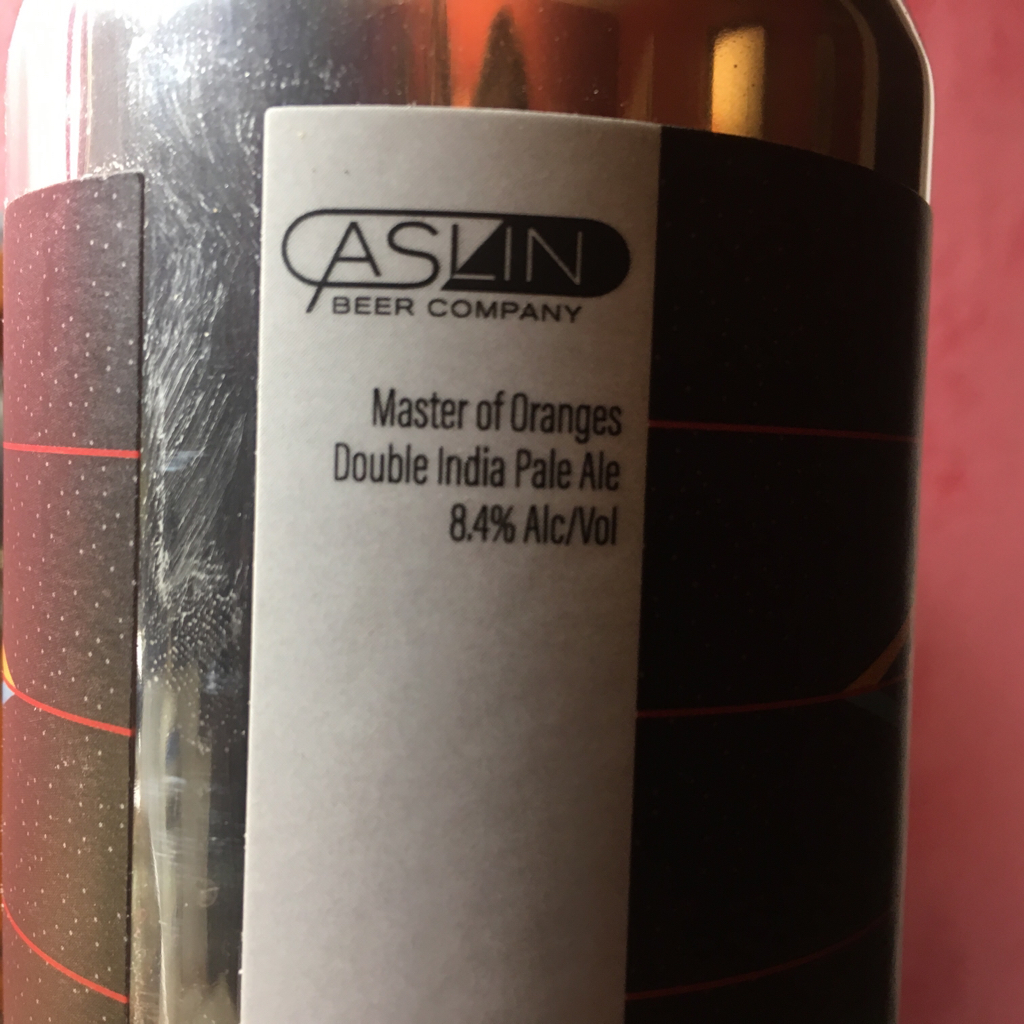 ASLIN
BEER COMPANY
Master of Oranges
Double India Pale Ale
8.4% Alc/Vol